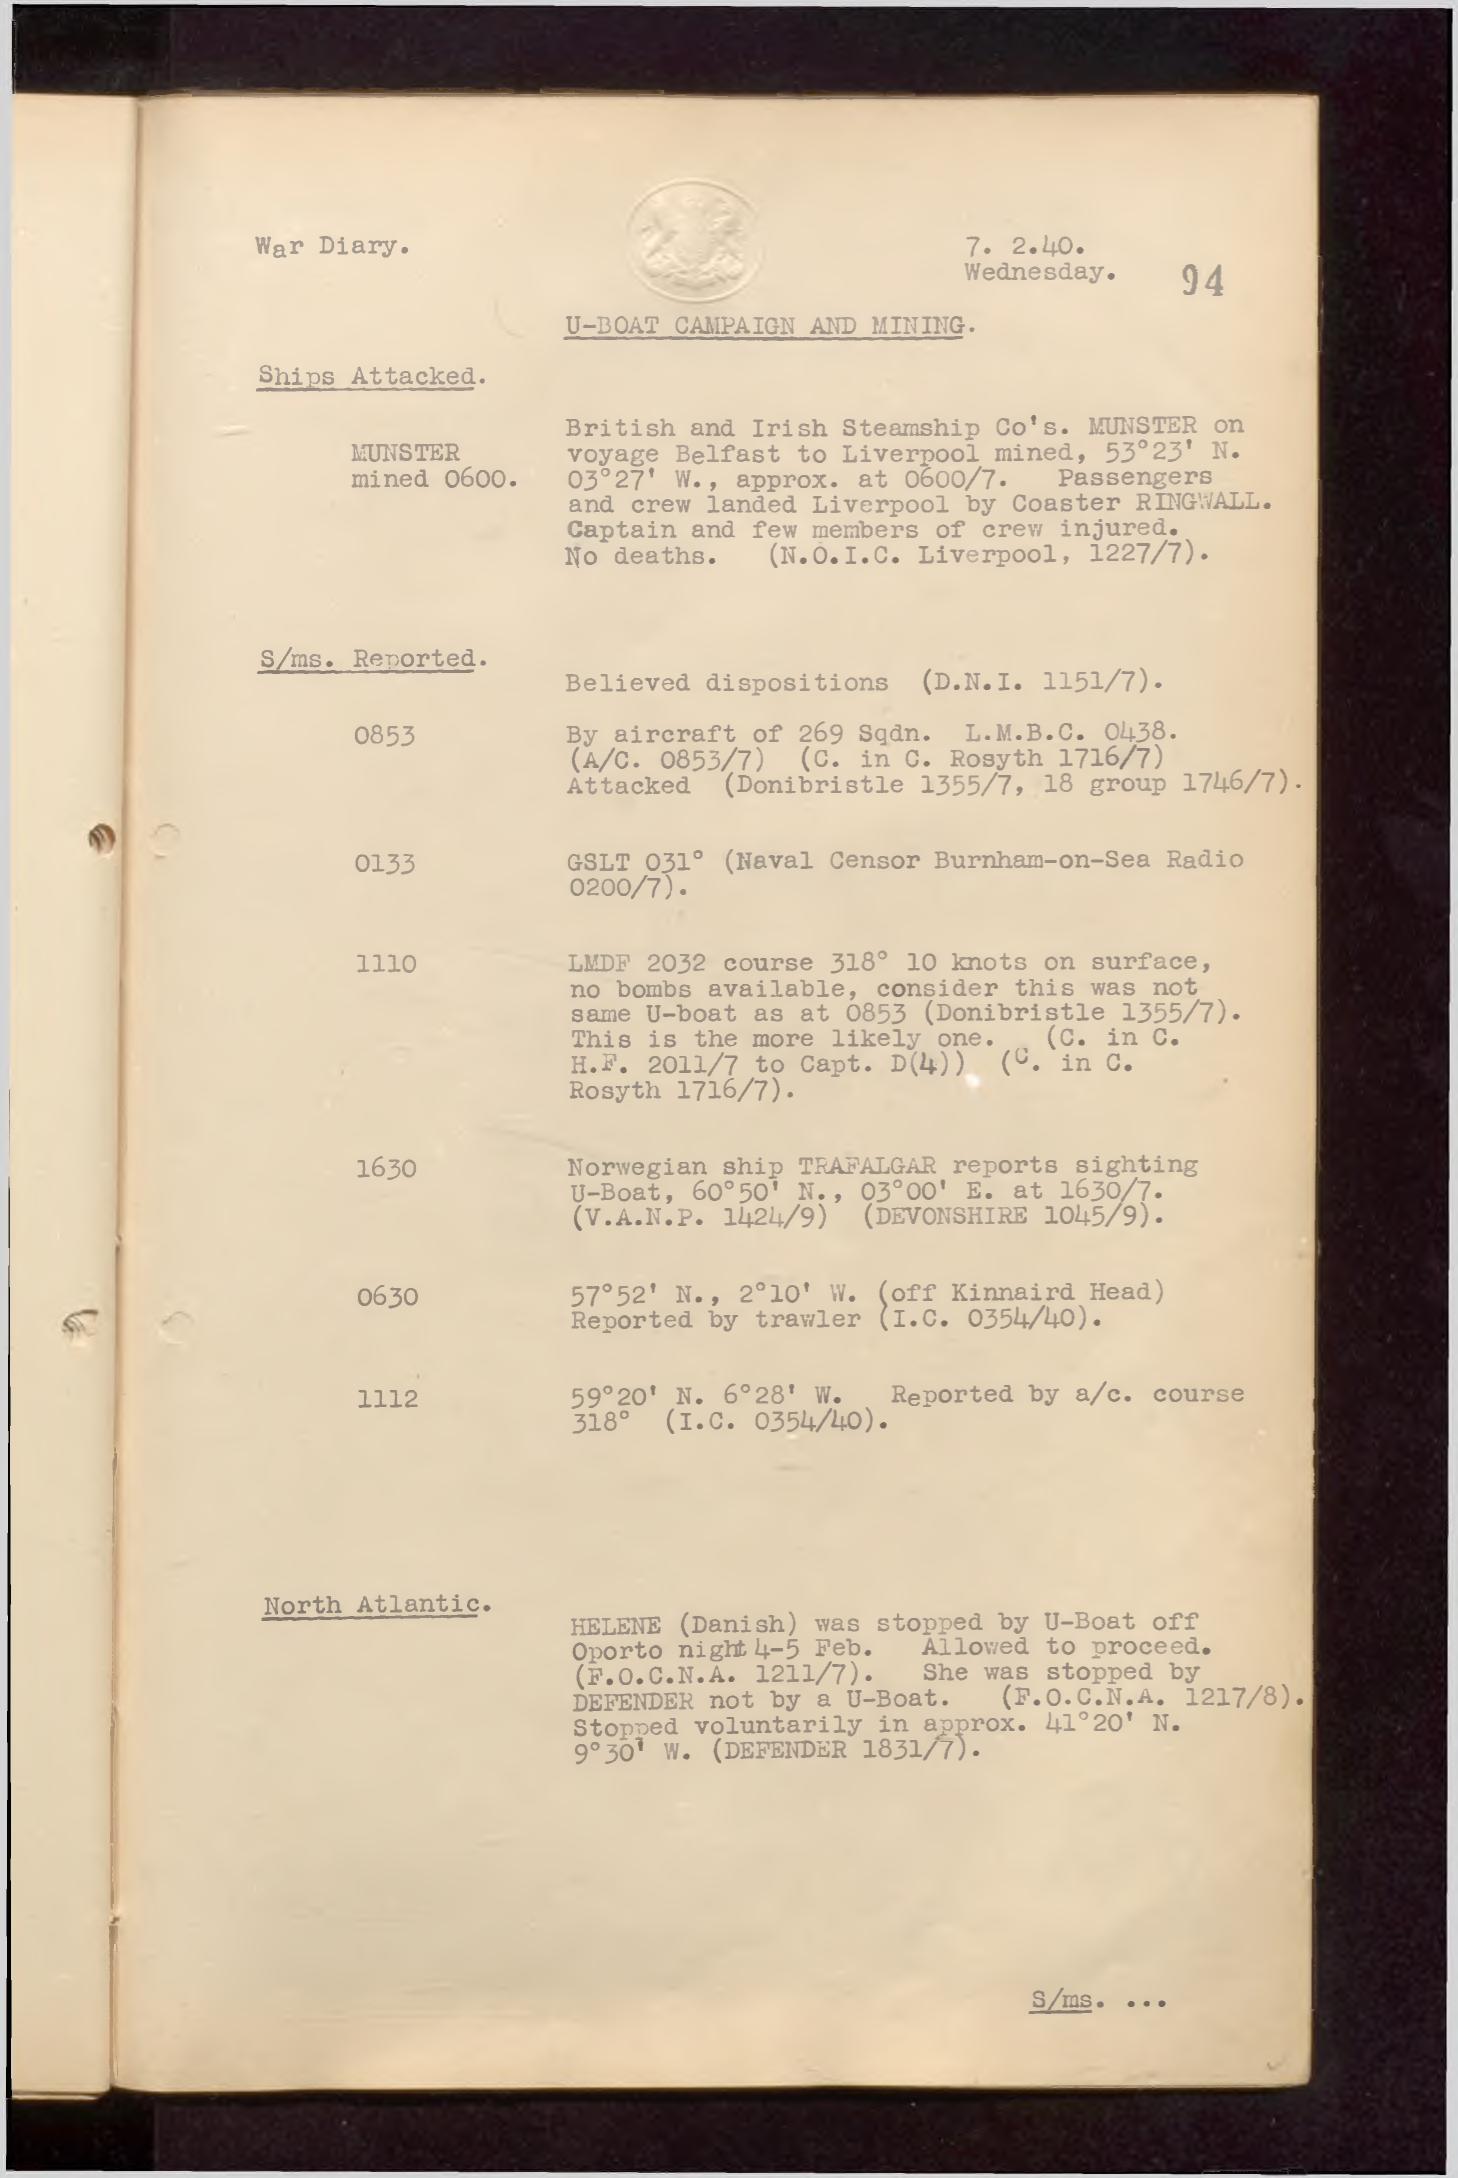 War Diary.
7. 2.40.
Wednesday.
94
U-BOAT CAMPAIGN AND MINING.
Ships Attacked.
MUNSTER
mined 0600.
British and Irish Steamship Co's. MUNSTER on
voyage Belfast to Liverpool mined, 53°23' N.
03°27' W., approx. at 0600/7. Passengers
and crew landed Liverpool by Coaster RINGWALL.
Captain and few members of crew injured.
No deaths. (N.O.I.C. Liverpool, 1227/7).
S/ms. Reported.
Believed dispositions (D.N.I. 1151/7).
0853
By aircraft of 269 Sqdn. L.M.B.C. 0438.
(A/C. 0853/7) (C. in C. Rosyth 1716/7)
Attacked (Donibristle 1355/7, 18 group 1746/7).
0133
GSLT 031° (Naval Censor Burnham-on-Sea Radio
0200/7).
1110
LMDF 2032 course 318° 10 knots on surface,
no bombs available, consider this was not
same U-boat as at 0853 (Donibristle 1355/7).
This is the more likely one. (C. in C.
H.F. 2011/7 to Capt. D(4)) (C. in C.
Rosyth 1716/7).
1630
Norwegian ship TRAFALGAR reports sighting
U-Boat, 60°50' N., 03°00' E. at 1630/7.
(V.A.N.P. 1424/9) (DEVONSHIRE 1045/9).
0630
57°52' N., 2°10' W. (off Kinnaird Head)
Reported by trawler (I.C. 0354/40).
1112
59°20' N. 6°28' W. Reported by a/c. course
318° (I.C. 0354/40).
North Atlantic.
HELENE (Danish) was stopped by U-Boat off
Oporto night 4-5 Feb. Allowed to proceed.
(F.O.C.N.A. 1211/7). She was stopped by
DEFENDER not by a U-Boat. (F.O.C.N.A. 1217/8).
Stopped voluntarily in approx. 41°20' N.
9°30' W. (DEFENDER 1831/7).
S/ms. ...